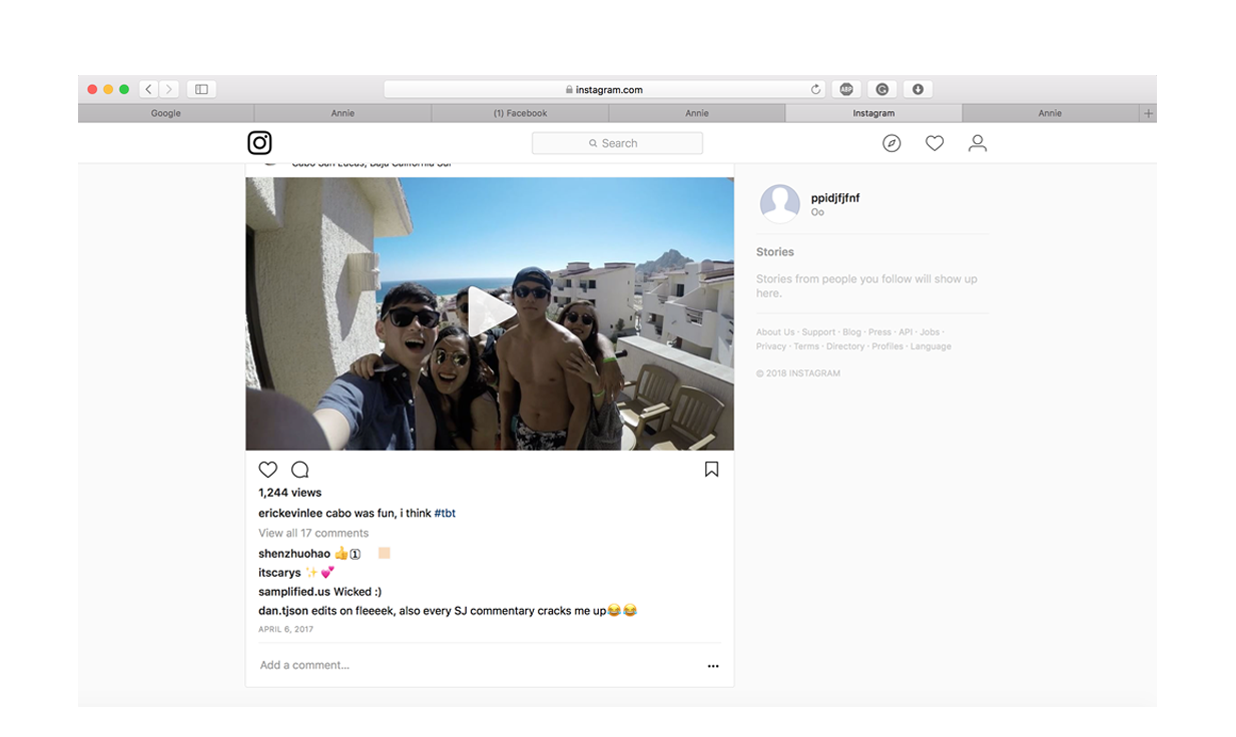 instagram.com
Google
Annie
(1) Facebook
Annie
Instagram
Annie
Search
Cabo San Lucas, Baja California Sur
ppidjfjfnf
Oo
Stories
Stories from people you follow will show up
here.
About Us · Support · Blog · Press · API · Jobs ·
Privacy · Terms · Directory · Profiles · Language
© 2018 INSTAGRAM
1,244 views
erickevinlee cabo was fun, i think #tbt
View all 17 comments
shenzhuohao 👍1️⃣
itscarys ✨💕
samplified.us Wicked :)
dan.tjson edits on fleeeek, also every SJ commentary cracks me up😂😂
APRIL 6, 2017
Add a comment...